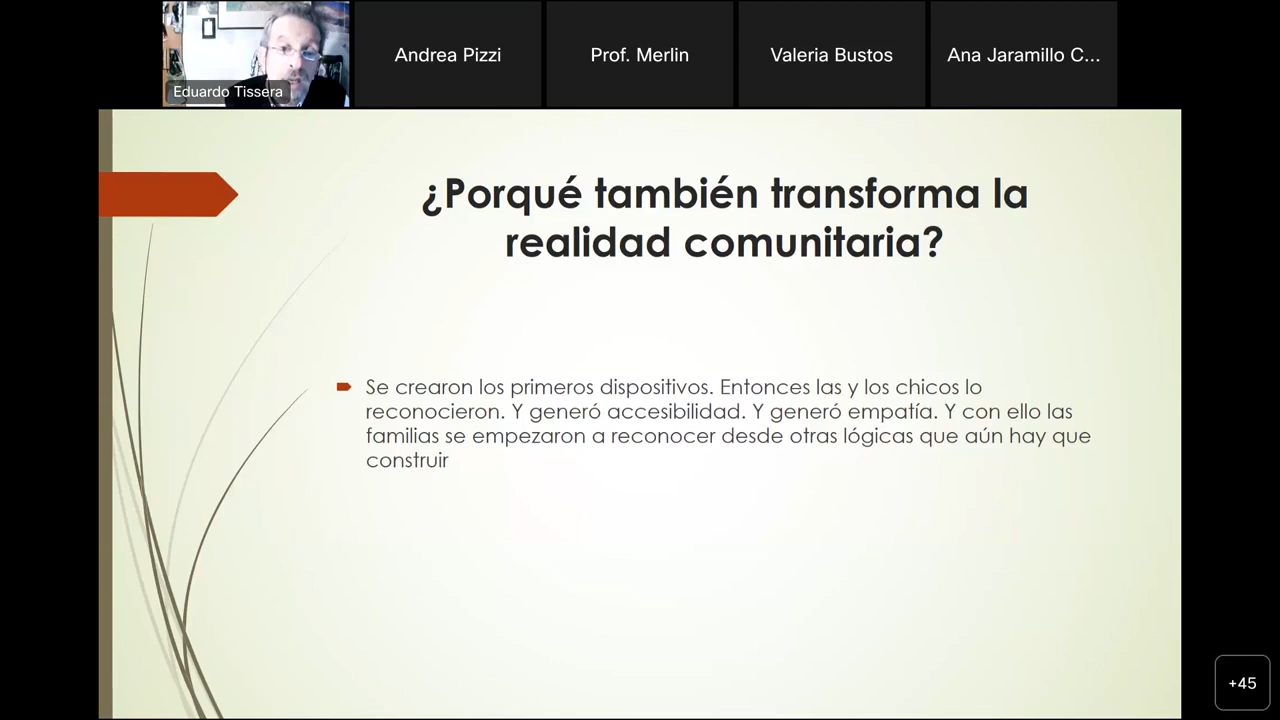 Eduardo Tissera
Andrea Pizzi
Prof. Merlin
Valeria Bustos
Ana Jaramillo C...
¿Porqué también transforma la
realidad comunitaria?
Se crearon los primeros dispositivos. Entonces las y los chicos lo
reconocieron. Y generó accesibilidad. Y generó empatía. Y con ello las
familias se empezaron a reconocer desde otras lógicas que aún hay que
construir
+45